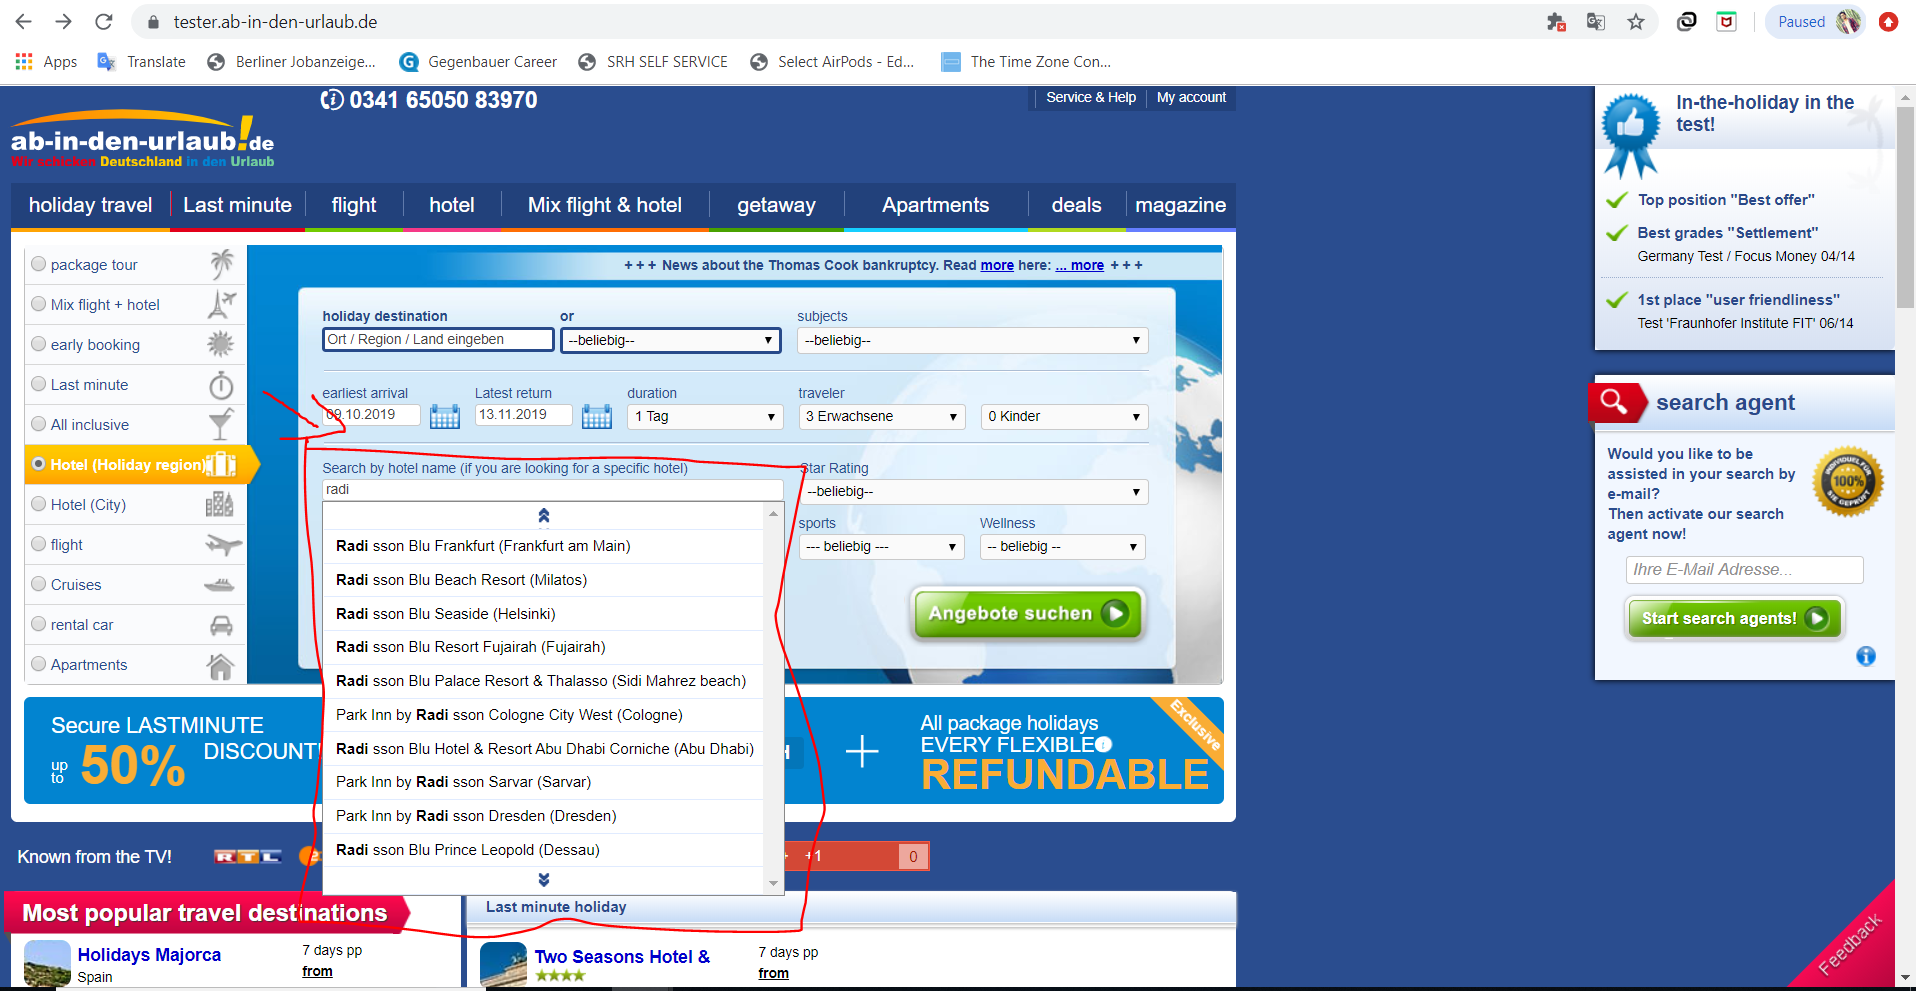 tester.ab-in-den-urlaub.de
Paused
Apps
Translate
Berliner Jobanzeige...
Gegenbauer Career
SRH SELF SERVICE
Select AirPods - Ed...
The Time Zone Con...
0341 65050 83970
Service & Help
My account
ab-in-den-urlaub!de
Wir schicken Deutschland in den Urlaub
holiday travel
Last minute
flight
hotel
Mix flight & hotel
getaway
Apartments
deals
magazine
package tour
Mix flight + hotel
early booking
Last minute
All inclusive
Hotel (Holiday region)
Hotel (City)
flight
Cruises
rental car
Apartments
+ + + News about the Thomas Cook bankruptcy. Read more here: ... more + + +
holiday destination
or
subjects
Ort / Region / Land eingeben
--beliebig--
--beliebig--
earliest arrival
Latest return
duration
traveler
09.10.2019
13.11.2019
1 Tag
3 Erwachsene
0 Kinder
Search by hotel name (if you are looking for a specific hotel)
Star Rating
radi
--beliebig--
sports
Wellness
--- beliebig ---
-- beliebig --
Radi sson Blu Frankfurt (Frankfurt am Main)
Radi sson Blu Beach Resort (Milatos)
Radi sson Blu Seaside (Helsinki)
Radi sson Blu Resort Fujairah (Fujairah)
Radi sson Blu Palace Resort & Thalasso (Sidi Mahrez beach)
Park Inn by Radi sson Cologne City West (Cologne)
Radi sson Blu Hotel & Resort Abu Dhabi Corniche (Abu Dhabi)
Park Inn by Radi sson Sarvar (Sarvar)
Park Inn by Radi sson Dresden (Dresden)
Radi sson Blu Prince Leopold (Dessau)
Angebote suchen
Secure LASTMINUTE
up to 50% DISCOUNT
All package holidays
EVERY FLEXIBLE
REFUNDABLE
Exclusive
Known from the TV!
RTL
+1
0
Most popular travel destinations
Holidays Majorca
Spain
7 days pp
from
Last minute holiday
Two Seasons Hotel &
7 days pp
from
In-the-holiday in the
test!
Top position "Best offer"
Best grades "Settlement"
Germany Test / Focus Money 04/14
1st place "user friendliness"
Test 'Fraunhofer Institute FIT' 06/14
search agent
Would you like to be
assisted in your search by
e-mail?
Then activate our search
agent now!
INDIVIDUELL FÜR
100%
SIE GEPRÜFT
Ihre E-Mail Adresse...
Start search agents!
Feedback